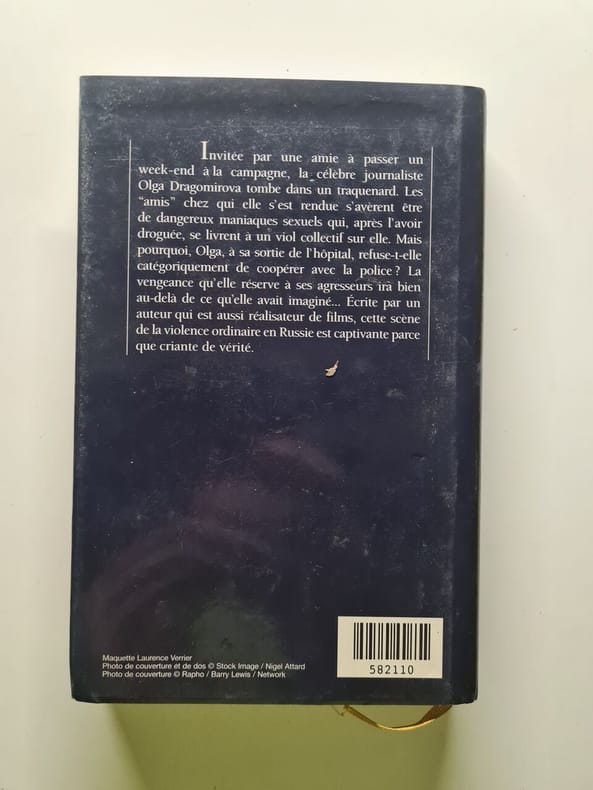 Invitée par une amie à passer un
week-end à la campagne, la célèbre journaliste
Olga Dragomirova tombe dans un traquenard. Les
“amis” chez qui elle s'est rendue s'avèrent être
de dangereux maniaques sexuels qui, après l'avoir
droguée, se livrent à un viol collectif sur elle. Mais
pourquoi, Olga, à sa sortie de l'hôpital, refuse-t-elle
catégoriquement de coopérer avec la police ? La
vengeance qu'elle réserve à ses agresseurs ira bien
au-delà de ce qu'elle avait imaginé... Écrite par un
auteur qui est aussi réalisateur de films, cette scène
de la violence ordinaire en Russie est captivante parce
que criante de vérité.
Maquette Laurence Verrier
Photo de couverture et de dos © Stock Image / Nigel Attard
Photo de couverture © Rapho / Barry Lewis / Network
582110